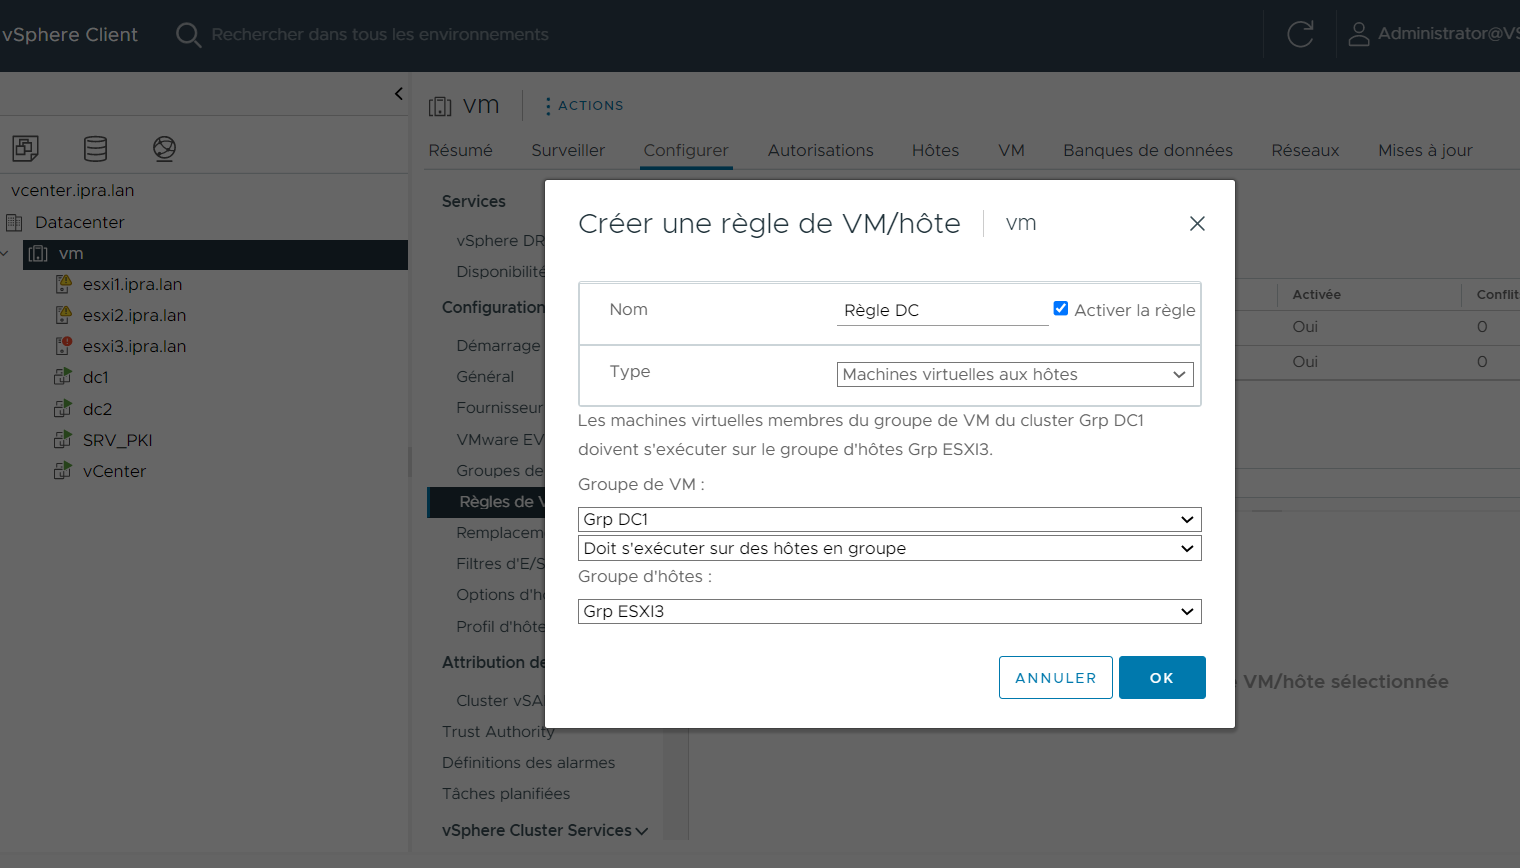 vSphere Client
Rechercher dans tous les environnements
Administrator@VS
vm
ACTIONS
Résumé Surveiller Configurer Autorisations Hôtes VM Banques de données Réseaux Mises à jour
vcenter.ipra.lan
Datacenter
vm
esxi1.ipra.lan
esxi2.ipra.lan
esxi3.ipra.lan
dc1
dc2
SRV_PKI
vCenter
Services
vSphere DR
Disponibilité
Configuration
Démarrage
Général
Fournisseur
VMware EV
Groupes de
Règles de V
Remplacem
Filtres d'E/S
Options d'h
Profil d'hôte
Attribution de
Cluster vSA
Trust Authority
Définitions des alarmes
Tâches planifiées
vSphere Cluster Services
Créer une règle de VM/hôte vm
Nom Règle DC Activer la règle
Type Machines virtuelles aux hôtes
Les machines virtuelles membres du groupe de VM du cluster Grp DC1
doivent s'exécuter sur le groupe d'hôtes Grp ESXI3.
Groupe de VM :
Grp DC1
Doit s'exécuter sur des hôtes en groupe
Groupe d'hôtes :
Grp ESXI3
ANNULER OK
Activée Conflit
Oui 0
Oui 0
VM/hôte sélectionnée